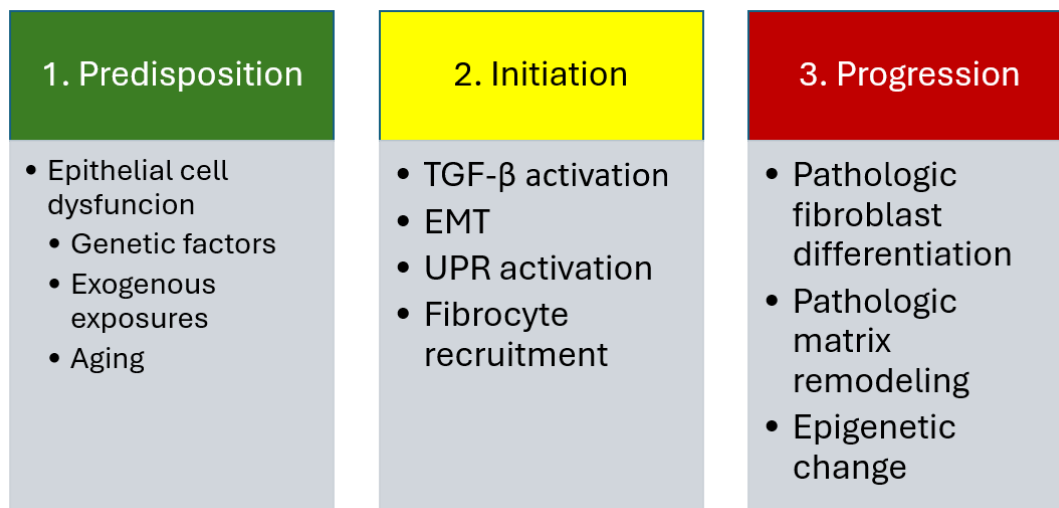 1. Predisposition
• Epithelial cell
dysfuncion
• Genetic factors
• Exogenous
exposures
• Aging
2. Initiation
• TGF-β activation
• EMT
• UPR activation
• Fibrocyte
recruitment
3. Progression
• Pathologic
fibroblast
differentiation
• Pathologic
matrix
remodeling
• Epigenetic
change